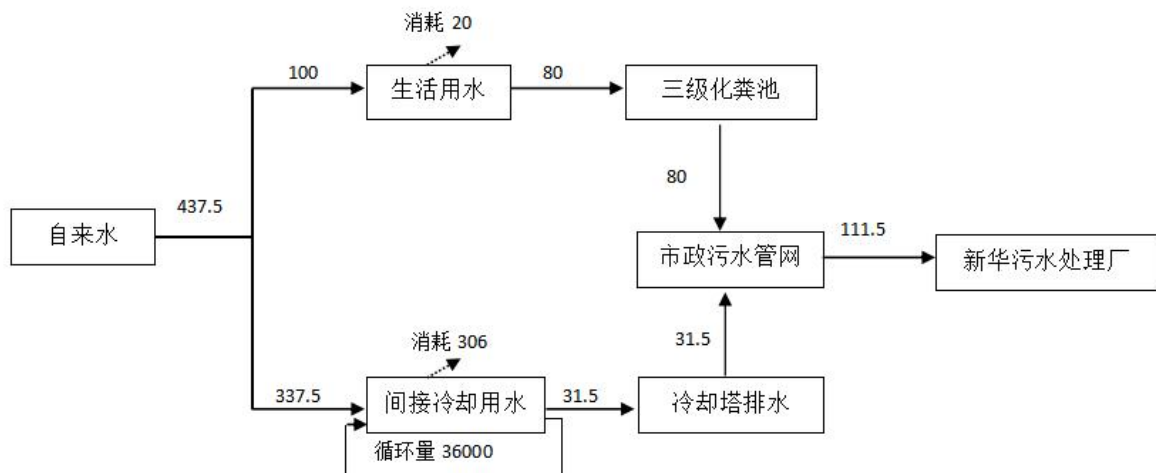 消耗 20
100
生活用水
80
三级化粪池
80
437.5
自来水
市政污水管网
111.5
新华污水处理厂
消耗 306
31.5
337.5
间接冷却用水
31.5
冷却塔排水
循环量 36000